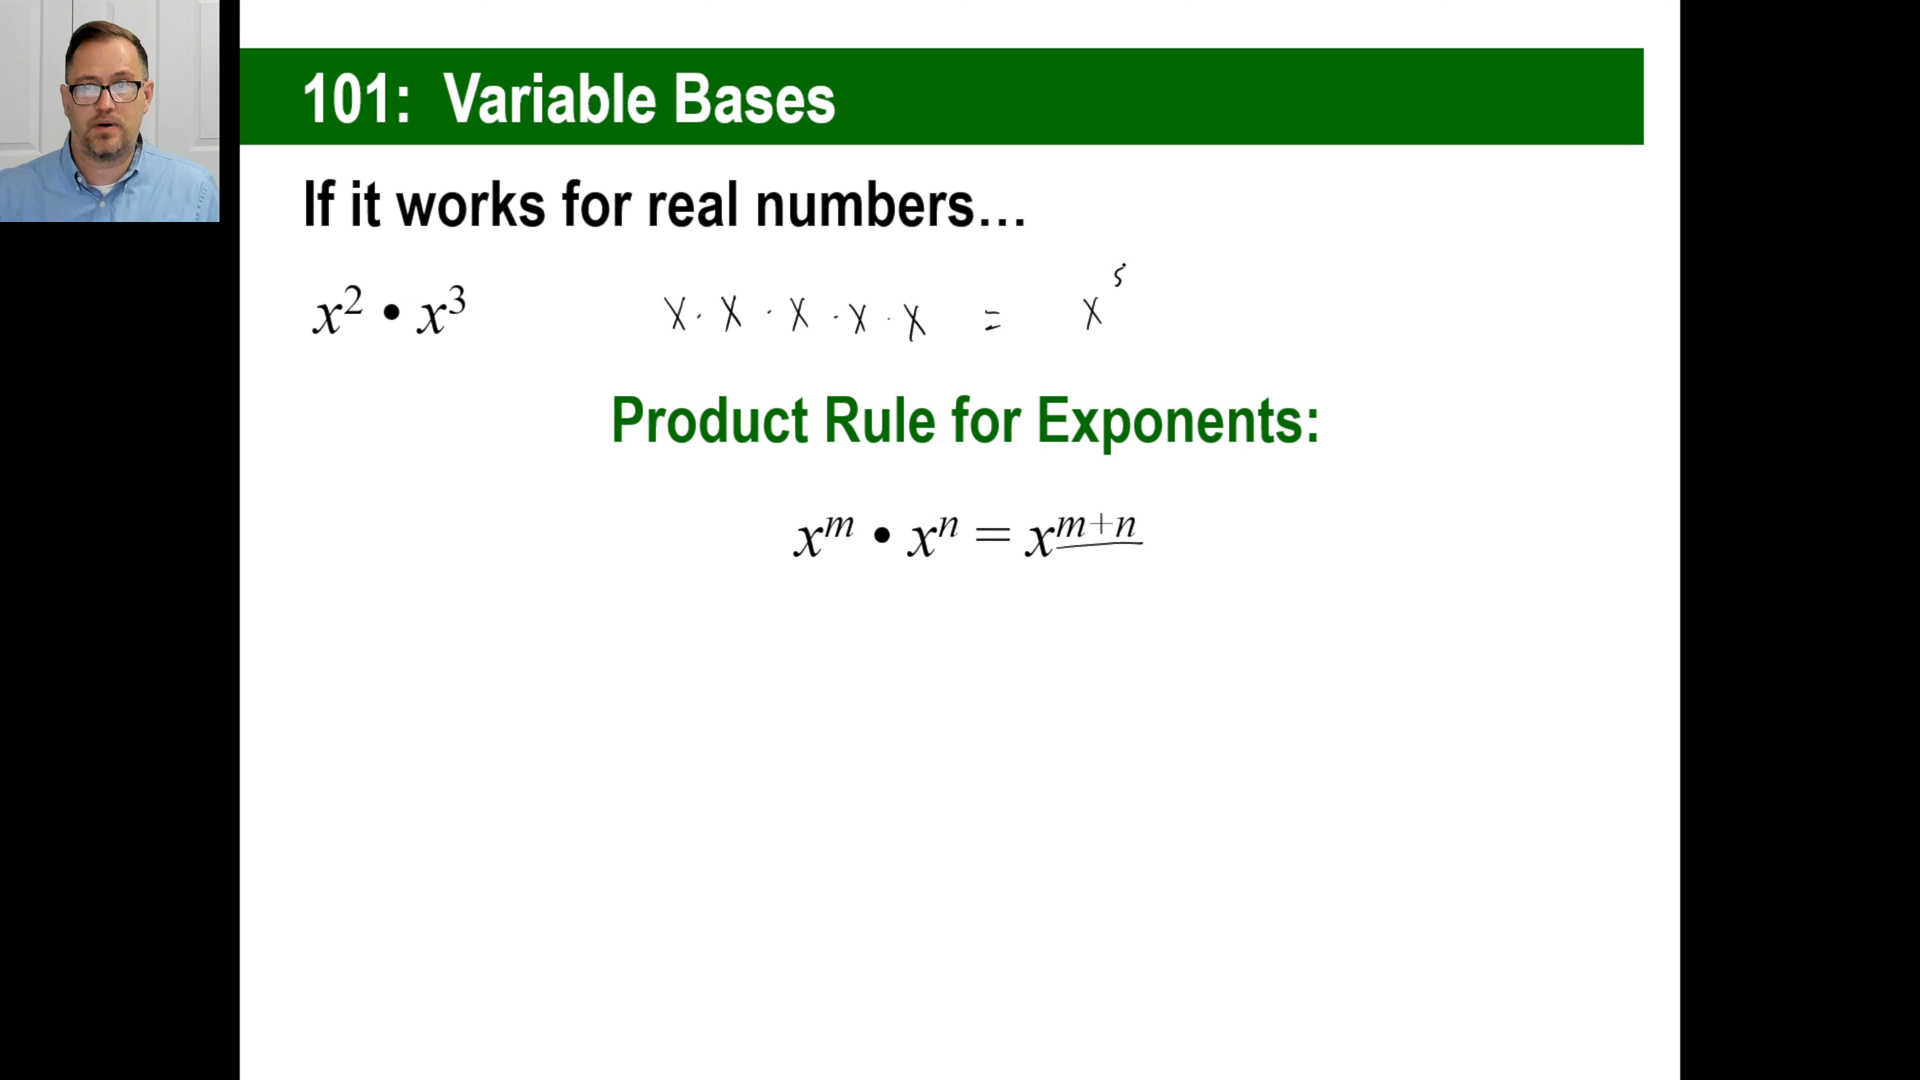 101: Variable Bases
If it works for real numbers…
x² • x³ x · x · x · x · x = x⁵
Product Rule for Exponents:
xᵐ • xⁿ = xᵐ⁺ⁿ